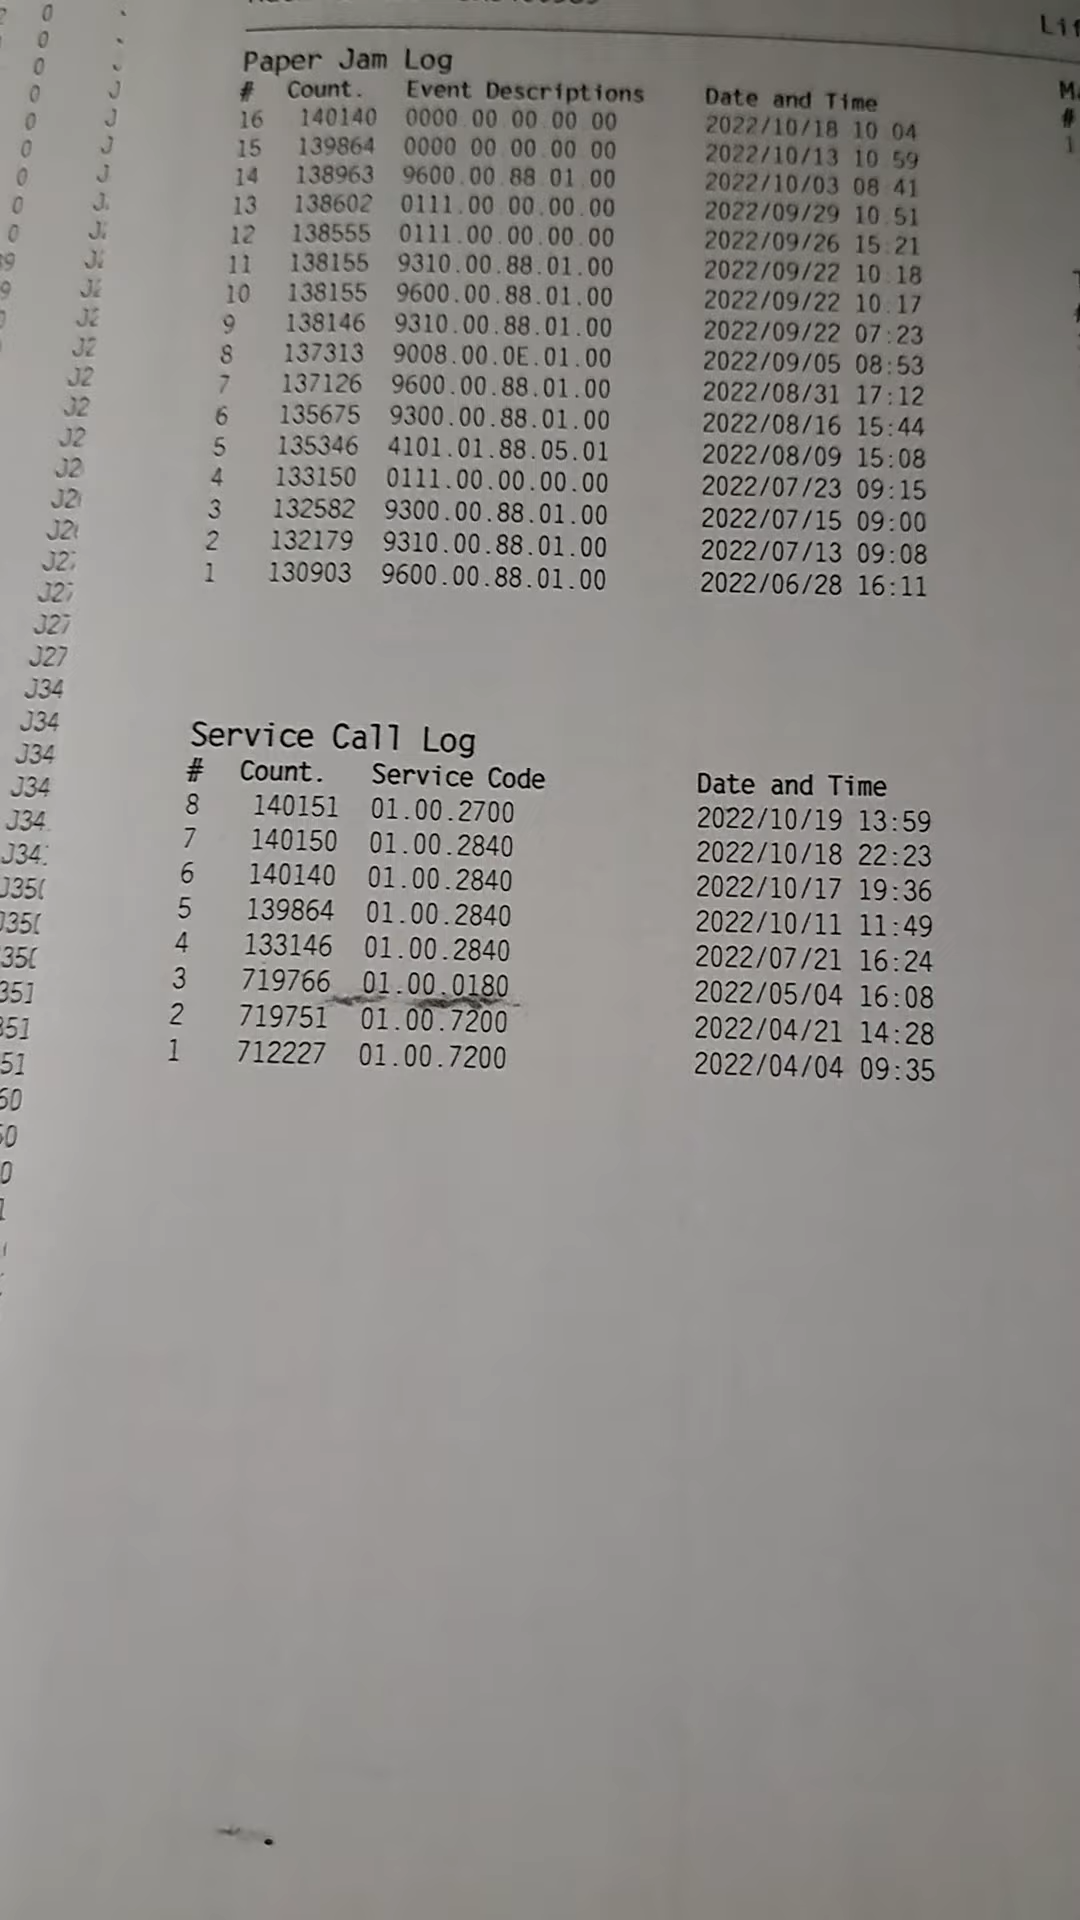 Paper Jam Log
# Count. Event Descriptions Date and Time
16 140140 0000.00.00.00.00 2022/10/18 10:04
15 139864 0000.00.00.00.00 2022/10/13 10:59
14 138963 9600.00.88.01.00 2022/10/03 08:41
13 138602 0111.00.00.00.00 2022/09/29 10:51
12 138555 0111.00.00.00.00 2022/09/26 15:21
11 138155 9310.00.88.01.00 2022/09/22 10:18
10 138155 9600.00.88.01.00 2022/09/22 10:17
9 138146 9310.00.88.01.00 2022/09/22 07:23
8 137313 9008.00.0E.01.00 2022/09/05 08:53
7 137126 9600.00.88.01.00 2022/08/31 17:12
6 135675 9300.00.88.01.00 2022/08/16 15:44
5 135346 4101.01.88.05.01 2022/08/09 15:08
4 133150 0111.00.00.00.00 2022/07/23 09:15
3 132582 9300.00.88.01.00 2022/07/15 09:00
2 132179 9310.00.88.01.00 2022/07/13 09:08
1 130903 9600.00.88.01.00 2022/06/28 16:11
Service Call Log
# Count. Service Code Date and Time
8 140151 01.00.2700 2022/10/19 13:59
7 140150 01.00.2840 2022/10/18 22:23
6 140140 01.00.2840 2022/10/17 19:36
5 139864 01.00.2840 2022/10/11 11:49
4 133146 01.00.2840 2022/07/21 16:24
3 719766 01.00.0180 2022/05/04 16:08
2 719751 01.00.7200 2022/04/21 14:28
1 712227 01.00.7200 2022/04/04 09:35